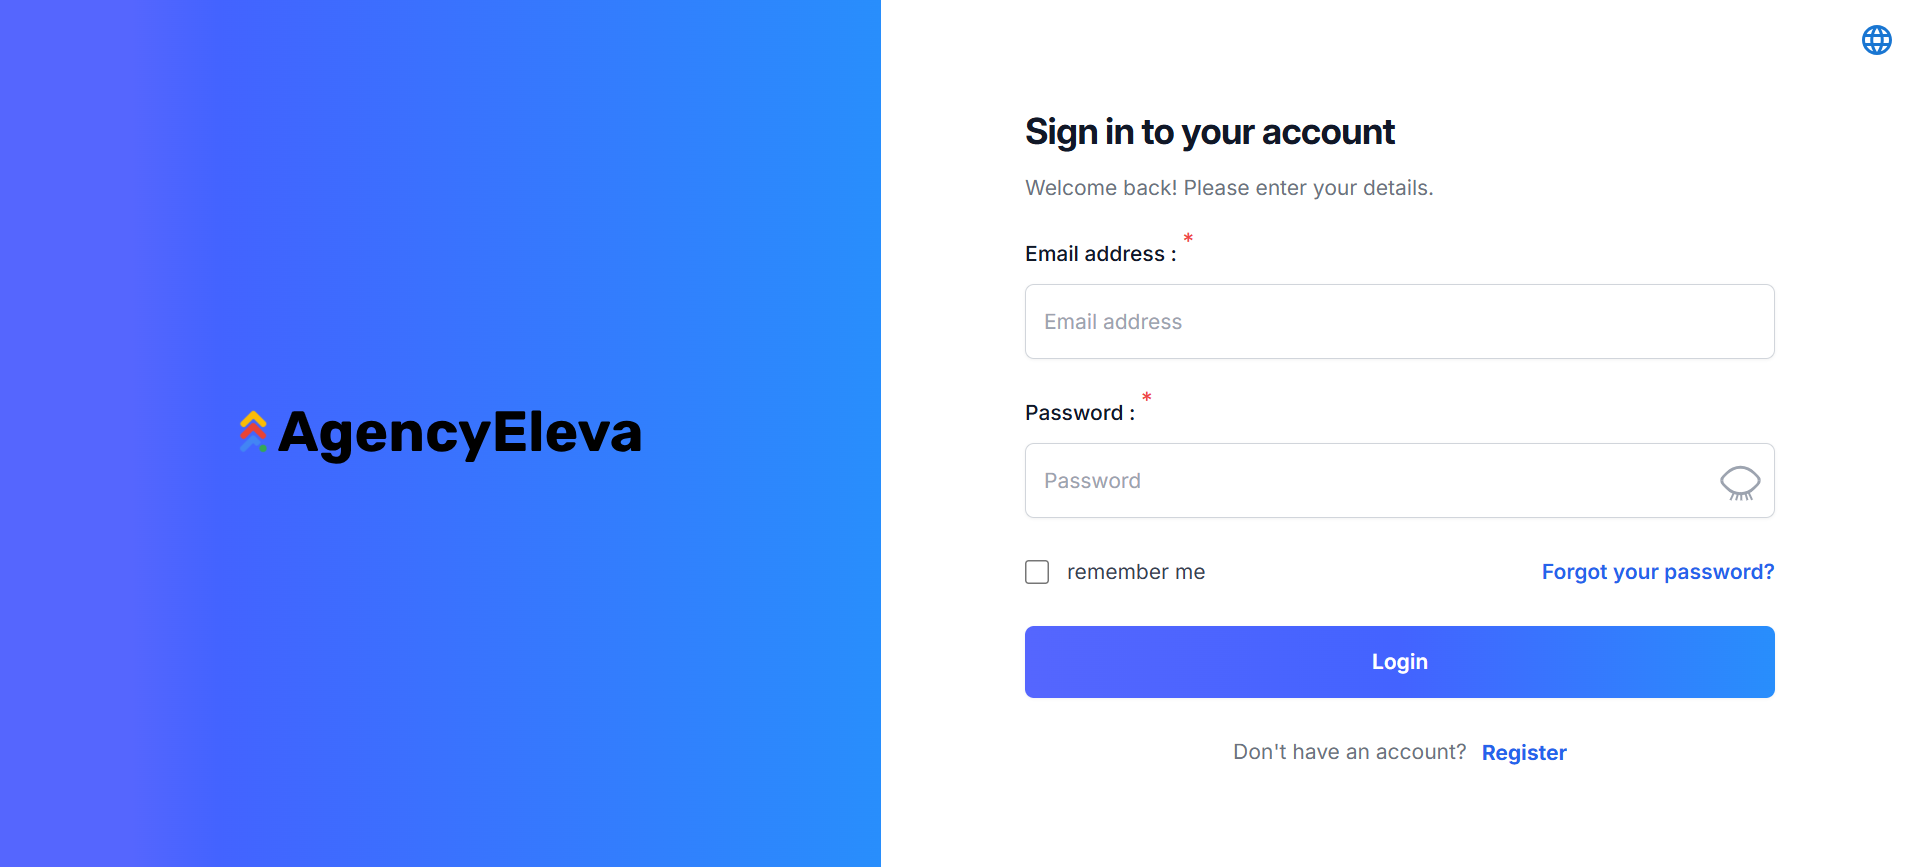 AgencyEleva
Sign in to your account
Welcome back! Please enter your details.
Email address : *
Email address
Password : *
Password
remember me
Forgot your password?
Login
Don't have an account? Register